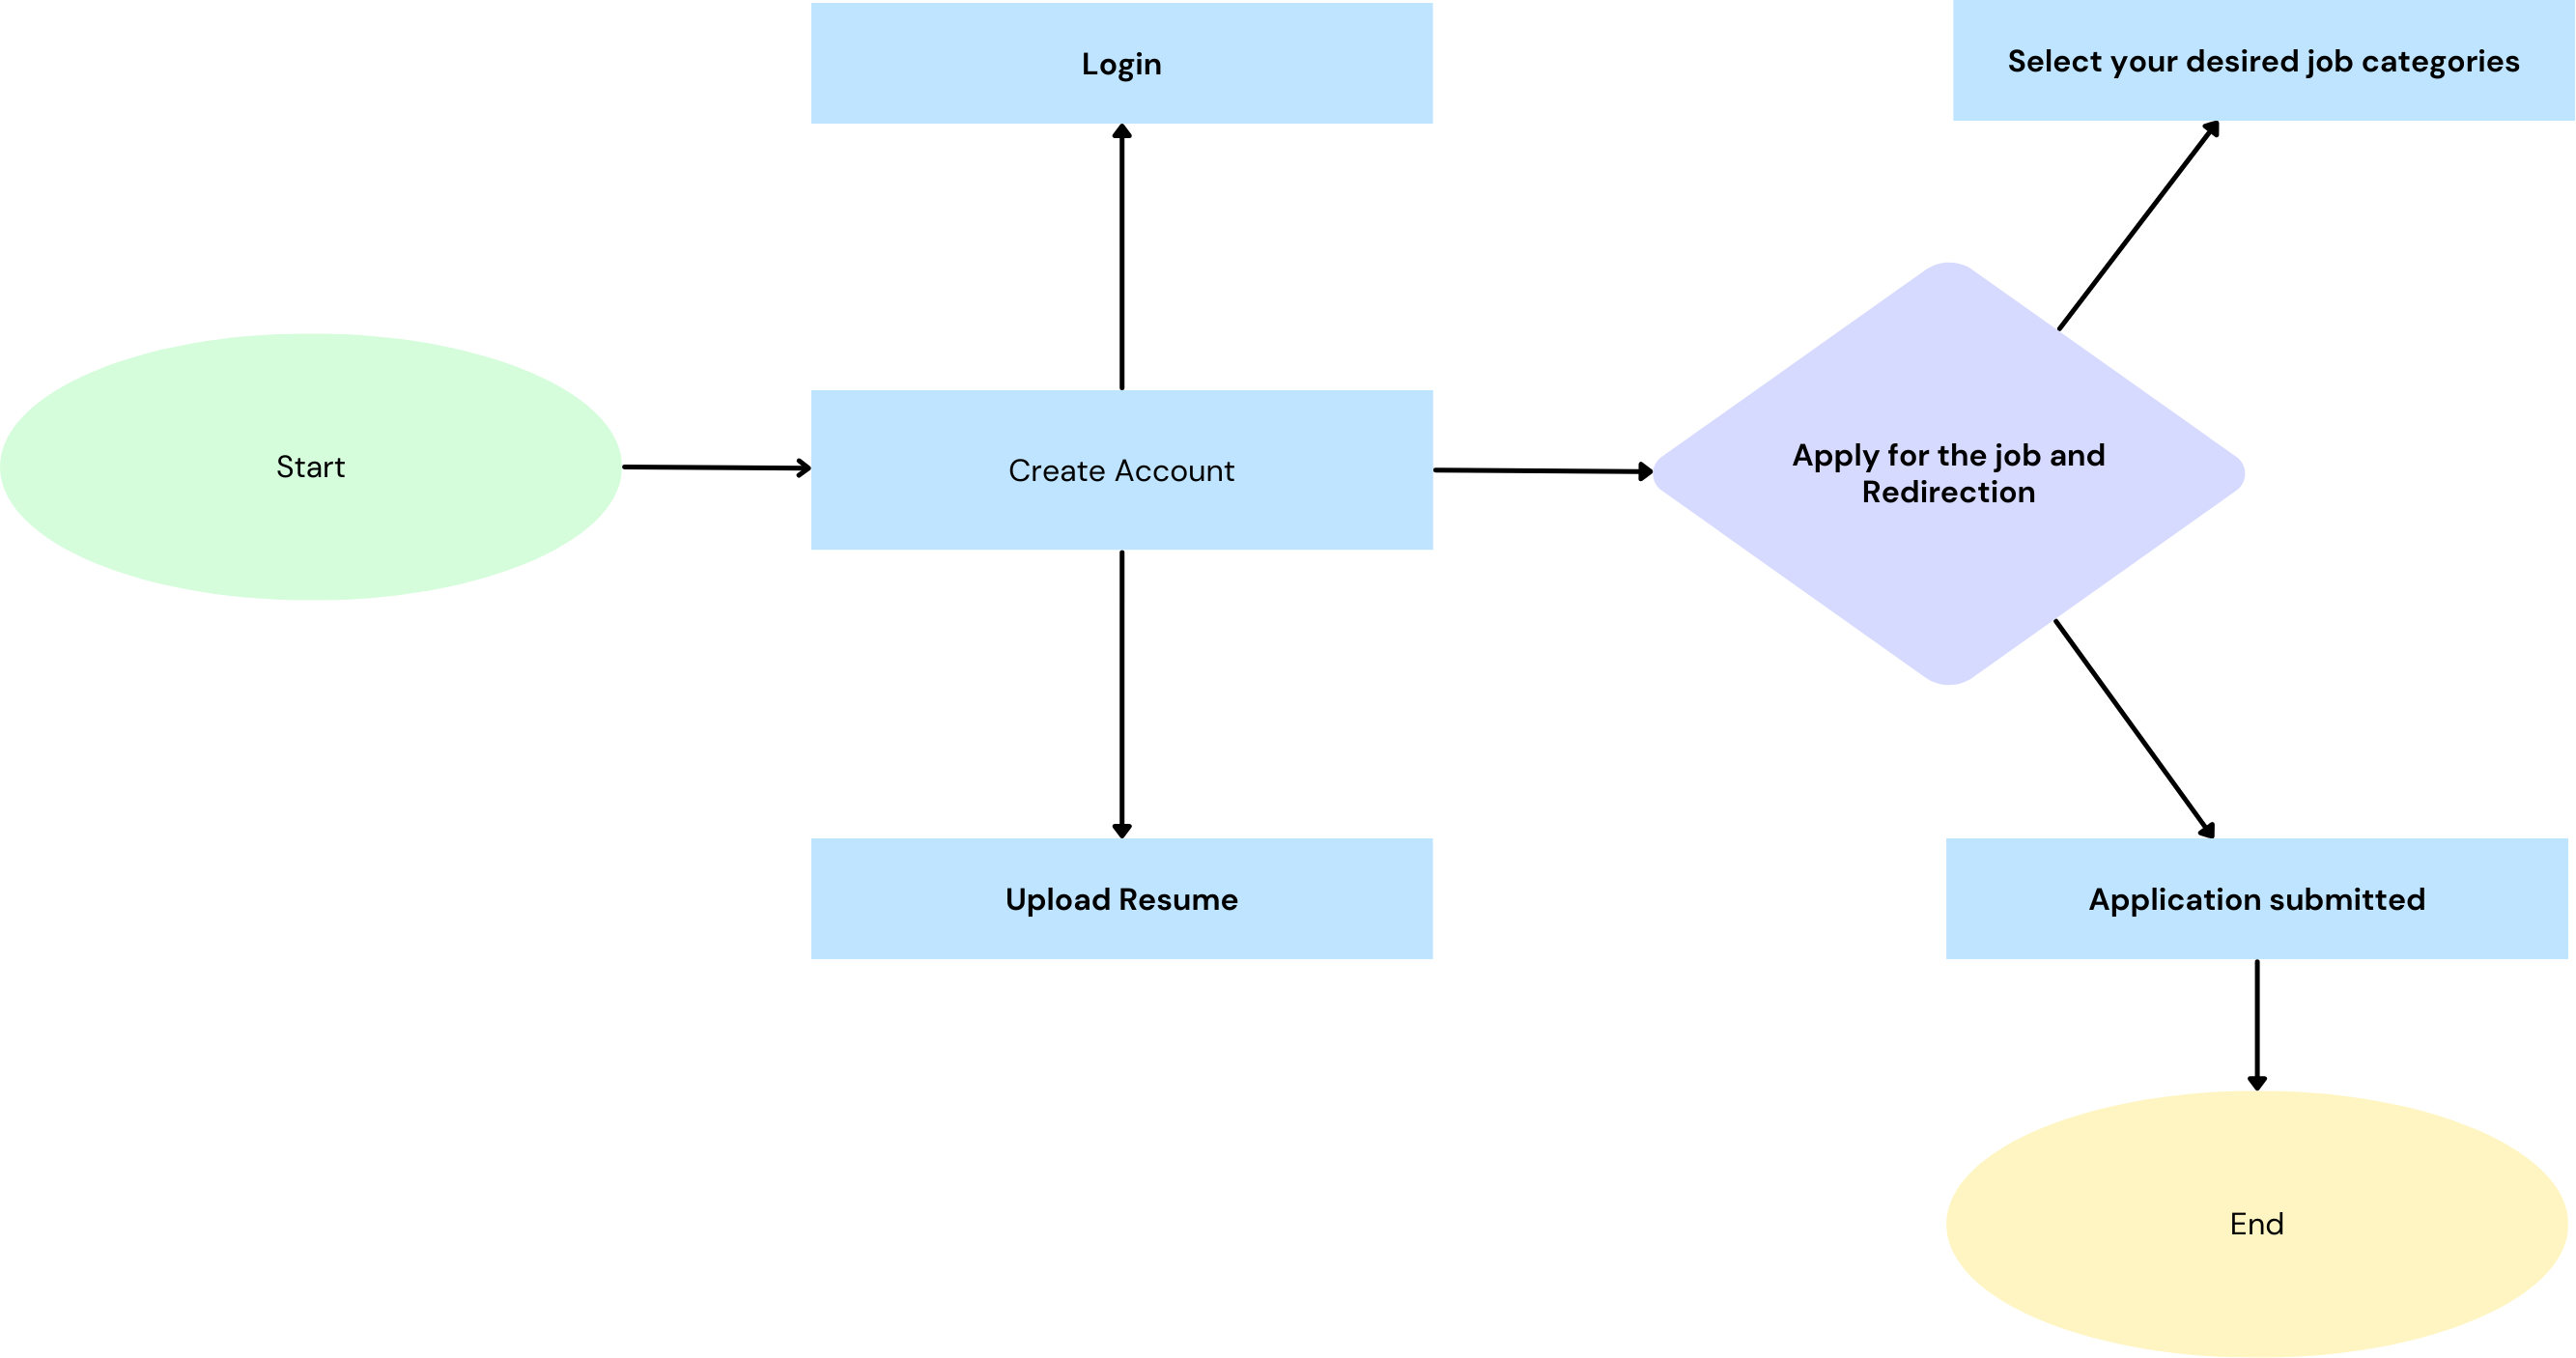 Login
Select your desired job categories
Start
Create Account
Apply for the job and
Redirection
Upload Resume
Application submitted
End